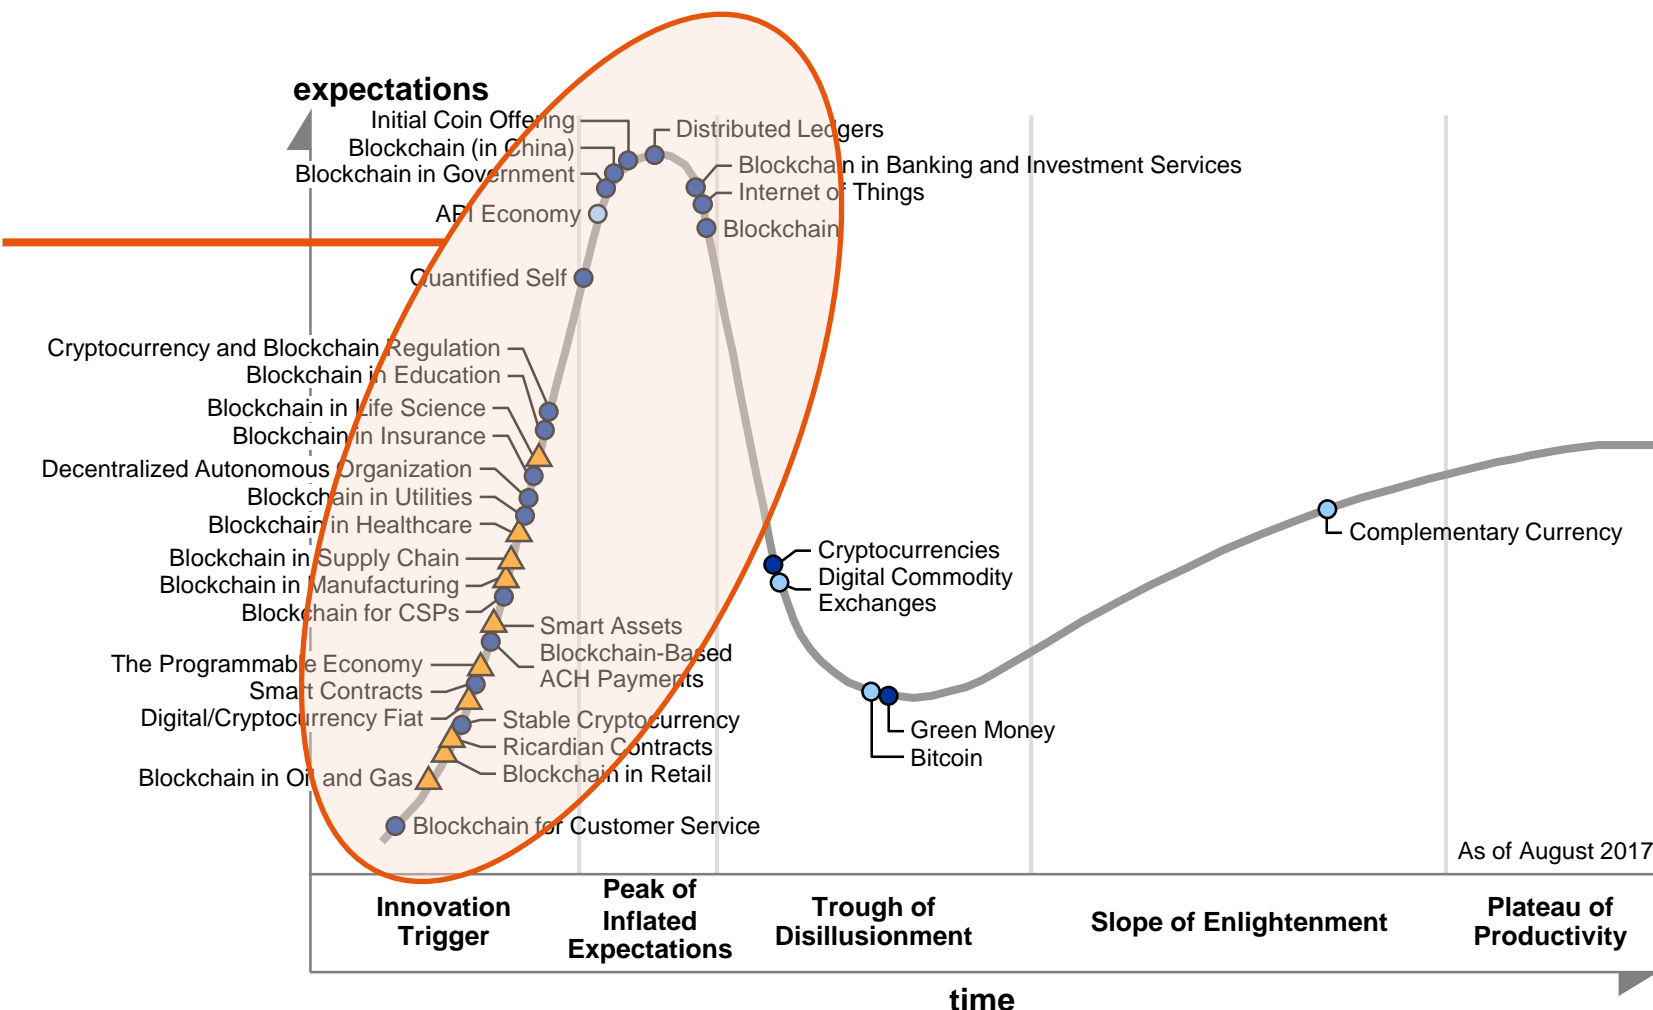 expectations
Initial Coin Offering
Distributed Ledgers
Blockchain (in China)
Blockchain in Banking and Investment Services
Blockchain in Government
Internet of Things
API Economy
Blockchain
Quantified Self
Cryptocurrency and Blockchain Regulation
Blockchain in Education
Blockchain in Life Science
Blockchain in Insurance
Decentralized Autonomous Organization
Blockchain in Utilities
Blockchain in Healthcare
Blockchain in Supply Chain
Blockchain in Manufacturing
Blockchain for CSPs
Smart Assets
Blockchain-Based
ACH Payments
The Programmable Economy
Smart Contracts
Digital/Cryptocurrency Fiat
Stable Cryptocurrency
Ricardian Contracts
Blockchain in Retail
Blockchain in Oil and Gas
Blockchain for Customer Service
Cryptocurrencies
Digital Commodity
Exchanges
Green Money
Bitcoin
Complementary Currency
As of August 2017
Innovation
Trigger
Peak of
Inflated
Expectations
Trough of
Disillusionment
Slope of Enlightenment
Plateau of
Productivity
time